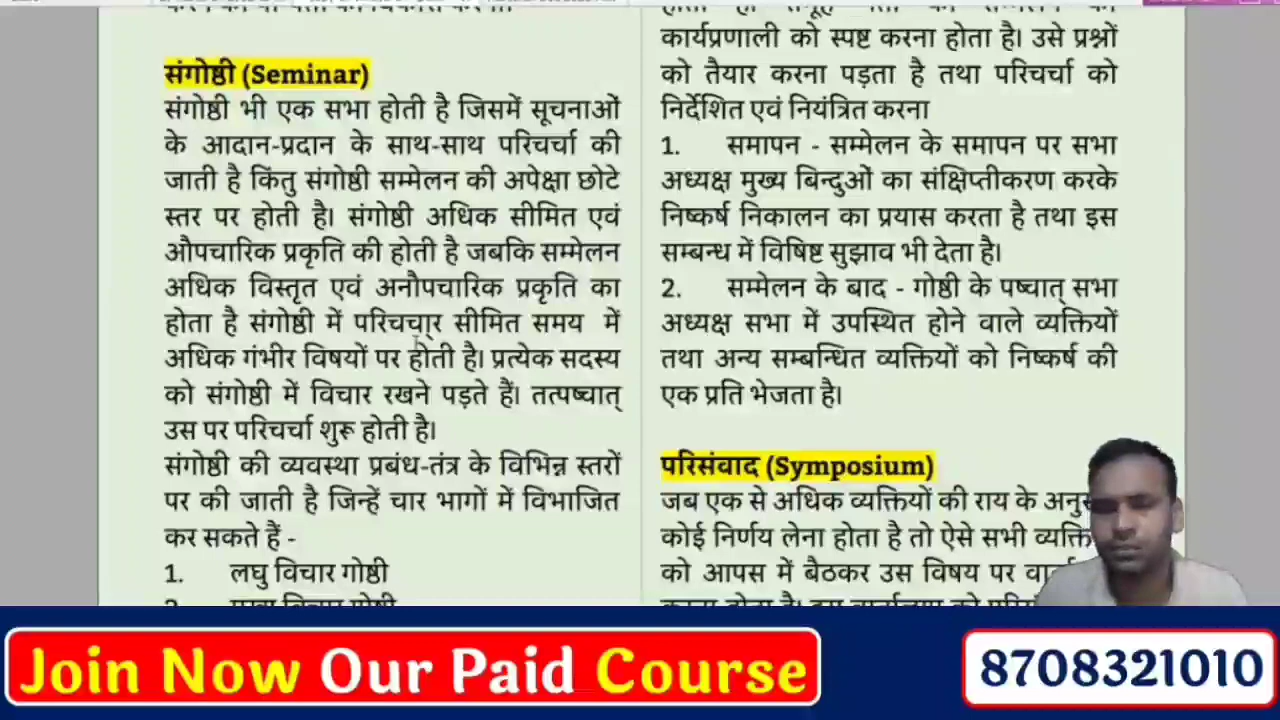 संगोष्ठी (Seminar)
संगोष्ठी भी एक सभा होती है जिसमें सूचनाओं
के आदान-प्रदान के साथ-साथ परिचर्चा की
जाती है किंतु संगोष्ठी सम्मेलन की अपेक्षा छोटे
स्तर पर होती है। संगोष्ठी अधिक सीमित एवं
औपचारिक प्रकृति की होती है जबकि सम्मेलन
अधिक विस्तृत एवं अनौपचारिक प्रकृति का
होता है संगोष्ठी में परिचचार् सीमित समय में
अधिक गंभीर विषयों पर होती है। प्रत्येक सदस्य
को संगोष्ठी में विचार रखने पड़ते हैं। तत्पष्चात्
उस पर परिचर्चा शुरू होती है।
संगोष्ठी की व्यवस्था प्रबंध-तंत्र के विभिन्न स्तरों
पर की जाती है जिन्हें चार भागों में विभाजित
कर सकते हैं -
1. लघु विचार गोष्ठी
कार्यप्रणाली को स्पष्ट करना होता है। उसे प्रश्नों
को तैयार करना पड़ता है तथा परिचर्चा को
निर्देशित एवं नियंत्रित करना
1. समापन - सम्मेलन के समापन पर सभा
अध्यक्ष मुख्य बिन्दुओं का संक्षिप्तीकरण करके
निष्कर्ष निकालन का प्रयास करता है तथा इस
सम्बन्ध में विषिष्ट सुझाव भी देता है।
2. सम्मेलन के बाद - गोष्ठी के पष्चात् सभा
अध्यक्ष सभा में उपस्थित होने वाले व्यक्तियों
तथा अन्य सम्बन्धित व्यक्तियों को निष्कर्ष की
एक प्रति भेजता है।
परिसंवाद (Symposium)
जब एक से अधिक व्यक्तियों की राय के
कोई निर्णय लेना होता है तो ऐसे सभी
को आपस में बैठकर उस विषय पर
Join Now Our Paid Course
8708321010